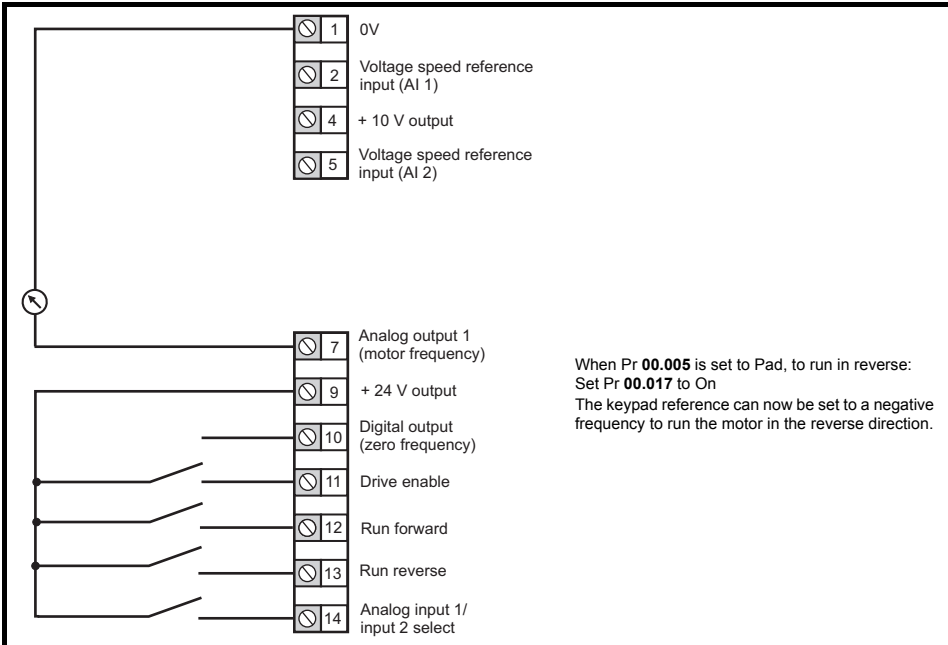 1 0V
2 Voltage speed reference
input (AI 1)
4 + 10 V output
5 Voltage speed reference
input (AI 2)
7 Analog output 1
(motor frequency)
9 + 24 V output
10 Digital output
(zero frequency)
11 Drive enable
12 Run forward
13 Run reverse
14 Analog input 1/
input 2 select
When Pr 00.005 is set to Pad, to run in reverse:
Set Pr 00.017 to On
The keypad reference can now be set to a negative
frequency to run the motor in the reverse direction.